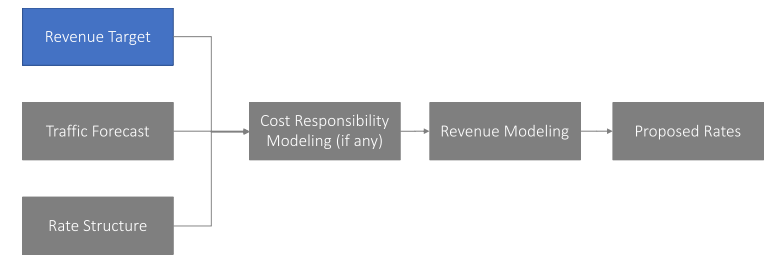 Revenue Target
Traffic Forecast
Cost Responsibility
Modeling (if any)
Revenue Modeling
Proposed Rates
Rate Structure